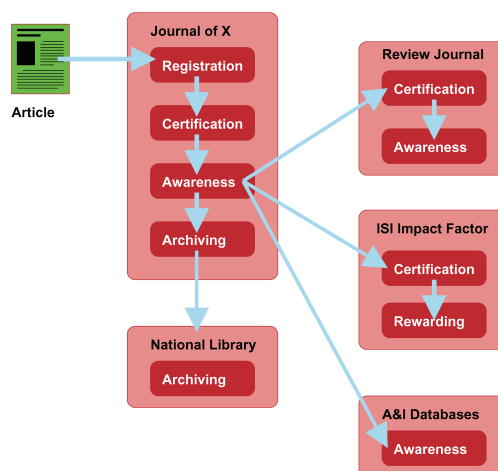 Article
Journal of X
Registration
Certification
Awareness
Archiving
National Library
Archiving
Review Journal
Certification
Awareness
ISI Impact Factor
Certification
Rewarding
A&I Databases
Awareness